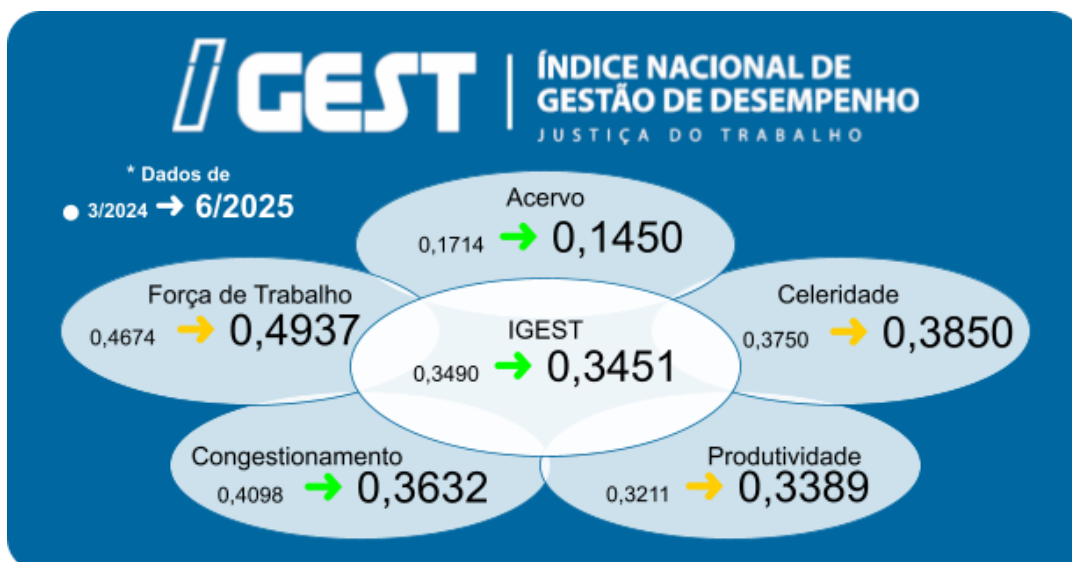 IGEST
ÍNDICE NACIONAL DE
GESTÃO DE DESEMPENHO
JUSTIÇA DO TRABALHO
* Dados de
3/2024 ➜ 6/2025
Acervo
0,1714 ➜ 0,1450
Força de Trabalho
0,4674 ➜ 0,4937
Celeridade
0,3750 ➜ 0,3850
IGEST
0,3490 ➜ 0,3451
Congestionamento
0,4098 ➜ 0,3632
Produtividade
0,3211 ➜ 0,3389